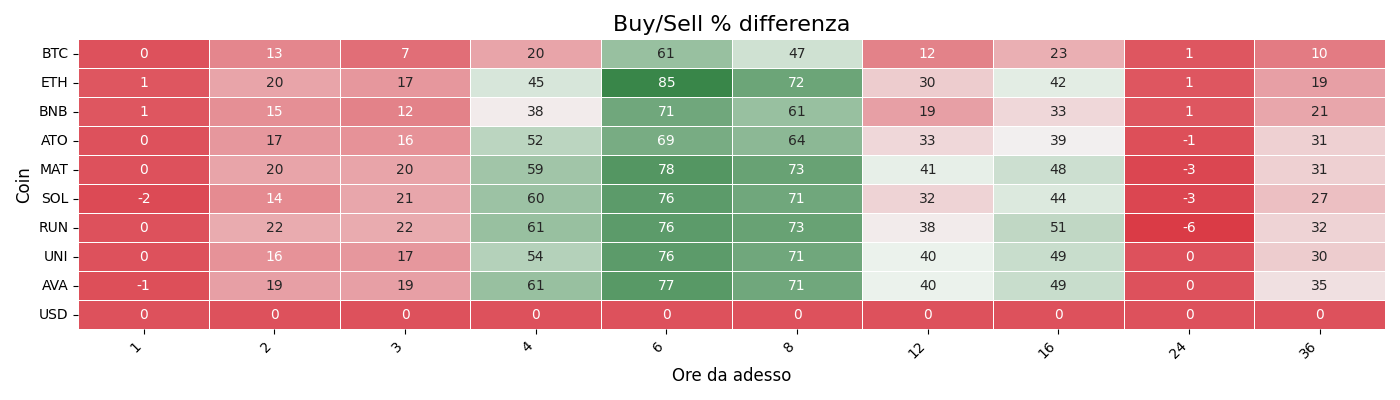 Buy/Sell % differenza
BTC 0 13 7 20 61 47 12 23 1 10
ETH 1 20 17 45 85 72 30 42 1 19
BNB 1 15 12 38 71 61 19 33 1 21
ATO 0 17 16 52 69 64 33 39 -1 31
MAT 0 20 20 59 78 73 41 48 -3 31
SOL -2 14 21 60 76 71 32 44 -3 27
RUN 0 22 22 61 76 73 38 51 -6 32
UNI 0 16 17 54 76 71 40 49 0 30
AVA -1 19 19 61 77 71 40 49 0 35
USD 0 0 0 0 0 0 0 0 0 0
Coin
1 2 3 4 6 8 12 16 24 36
Ore da adesso